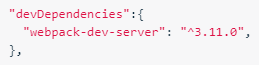 "devDependencies":{
"webpack-dev-server": "^3.11.0",
},